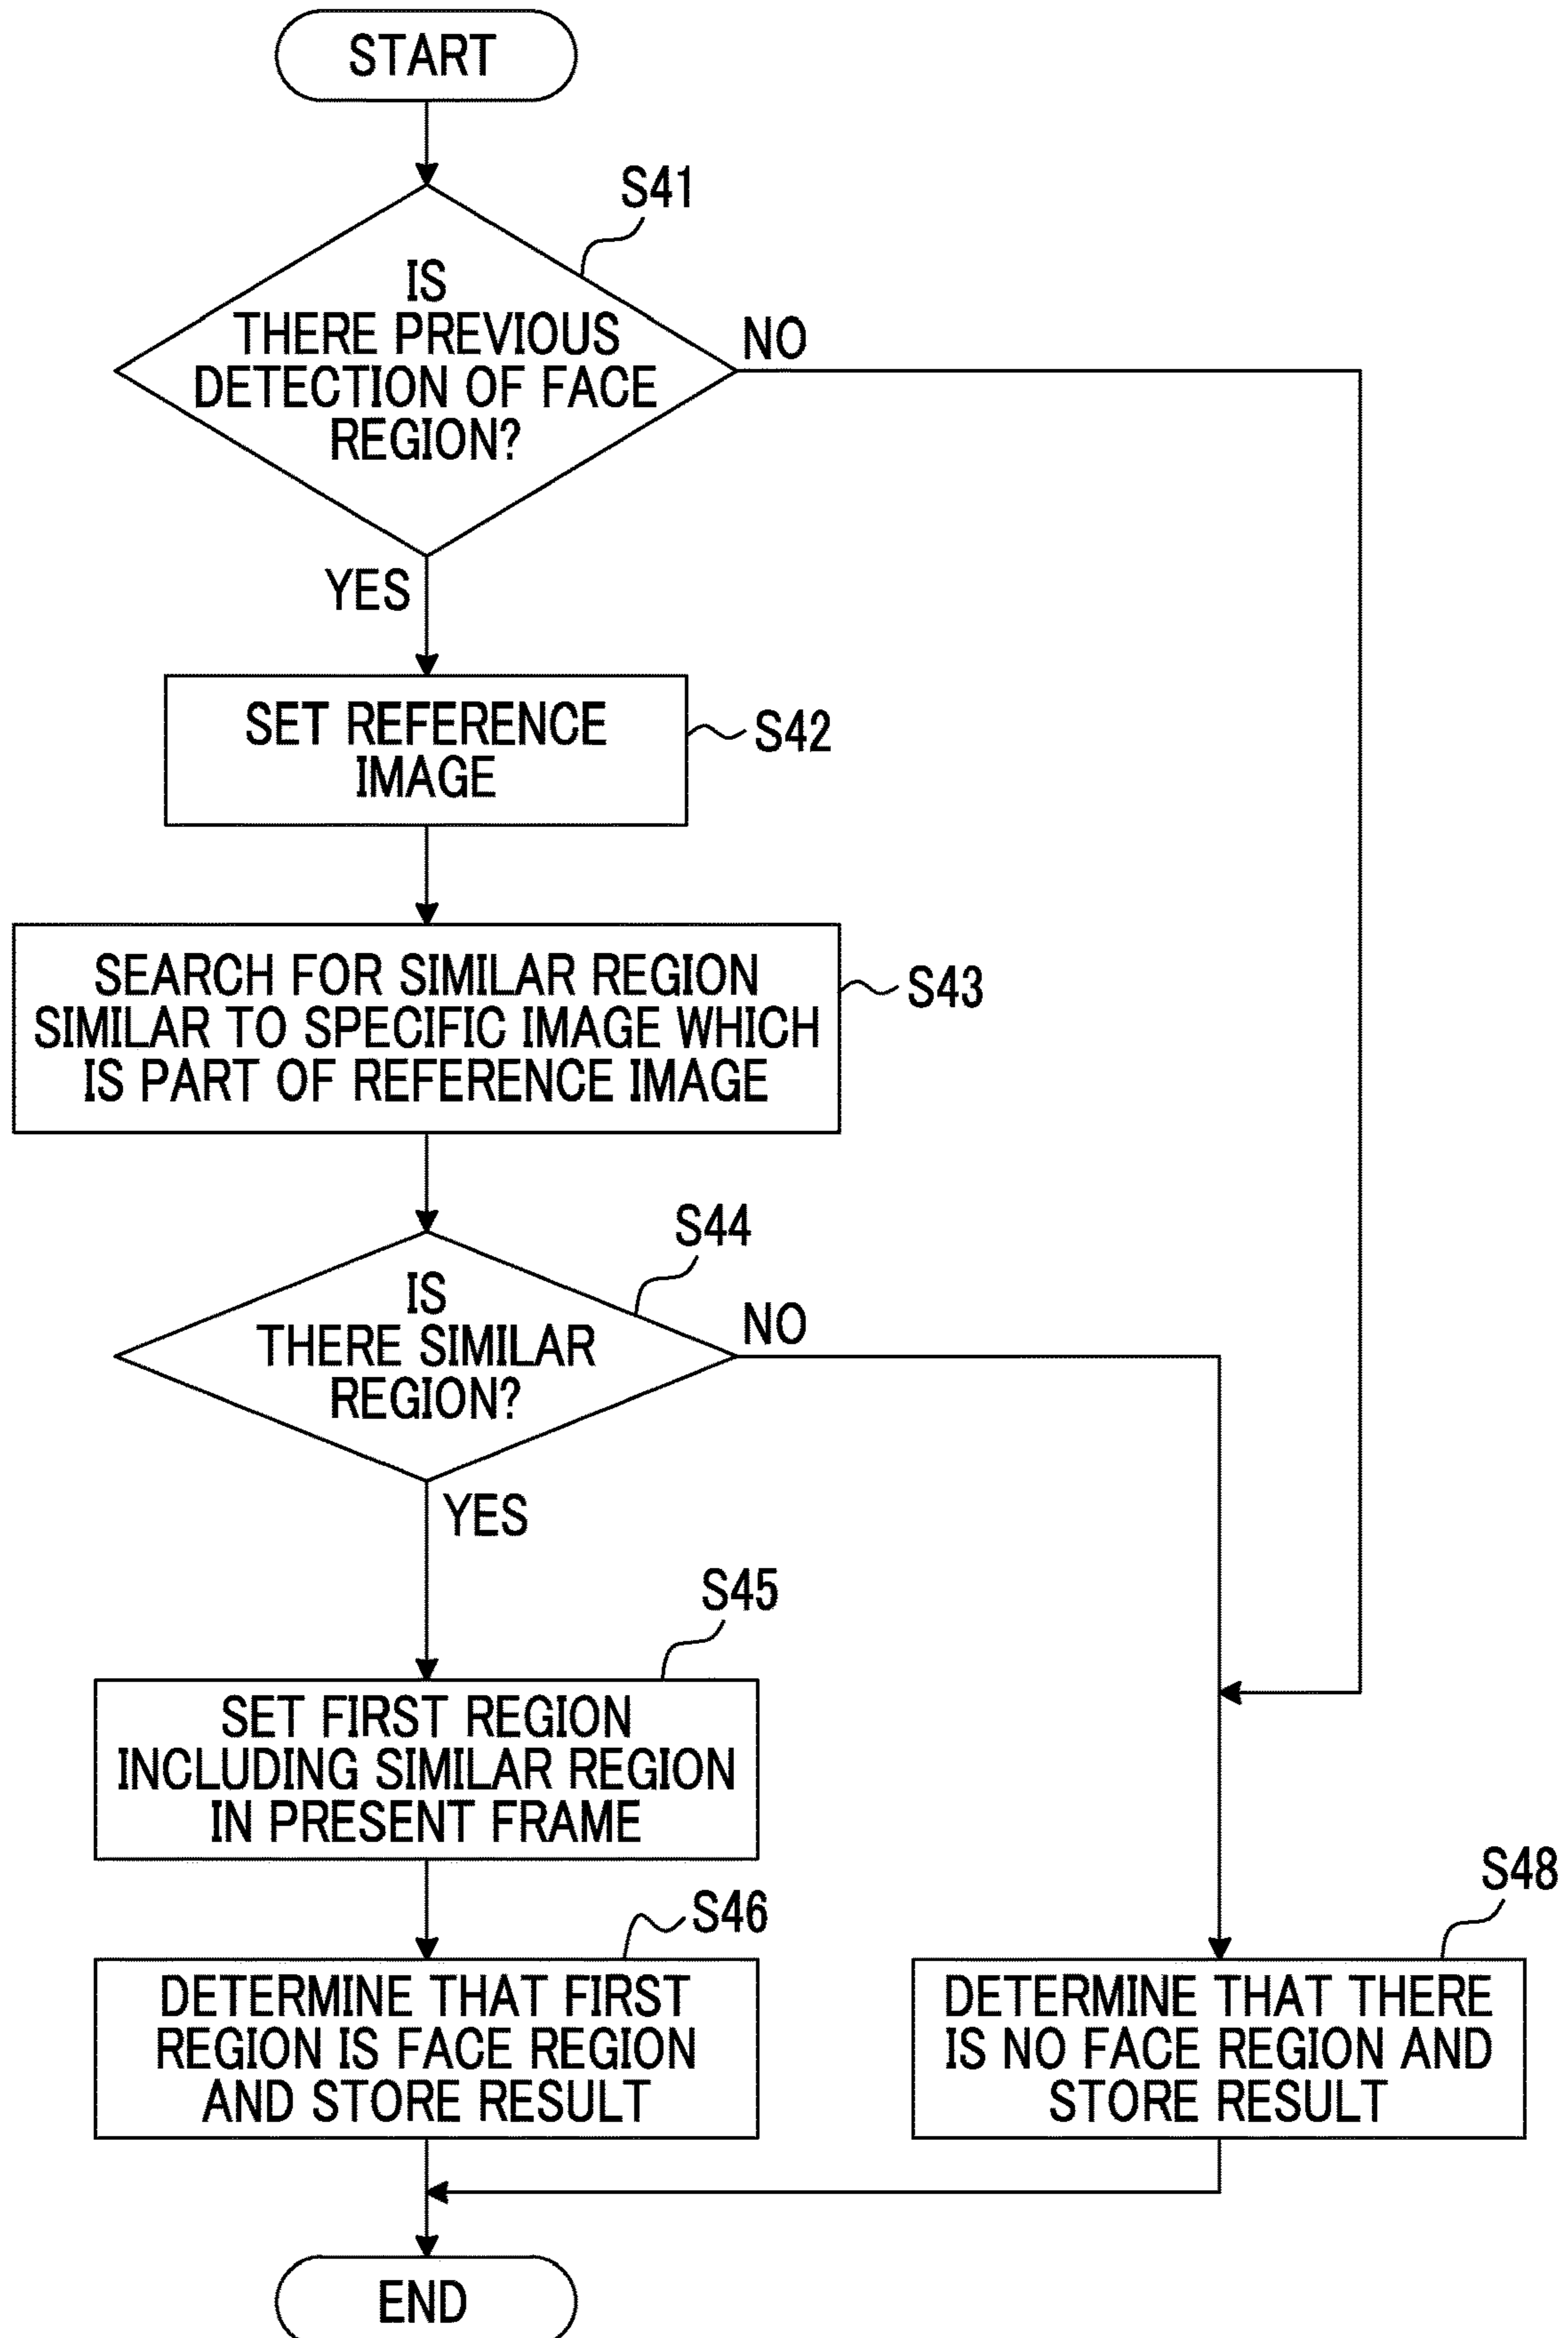 START
S41
IS
THERE PREVIOUS
DETECTION OF FACE
REGION?
NO
YES
SET REFERENCE
IMAGE
S42
SEARCH FOR SIMILAR REGION
SIMILAR TO SPECIFIC IMAGE WHICH
IS PART OF REFERENCE IMAGE
S43
S44
IS
THERE SIMILAR
REGION?
NO
YES
S45
SET FIRST REGION
INCLUDING SIMILAR REGION
IN PRESENT FRAME
S46
DETERMINE THAT FIRST
REGION IS FACE REGION
AND STORE RESULT
S48
DETERMINE THAT THERE
IS NO FACE REGION AND
STORE RESULT
END